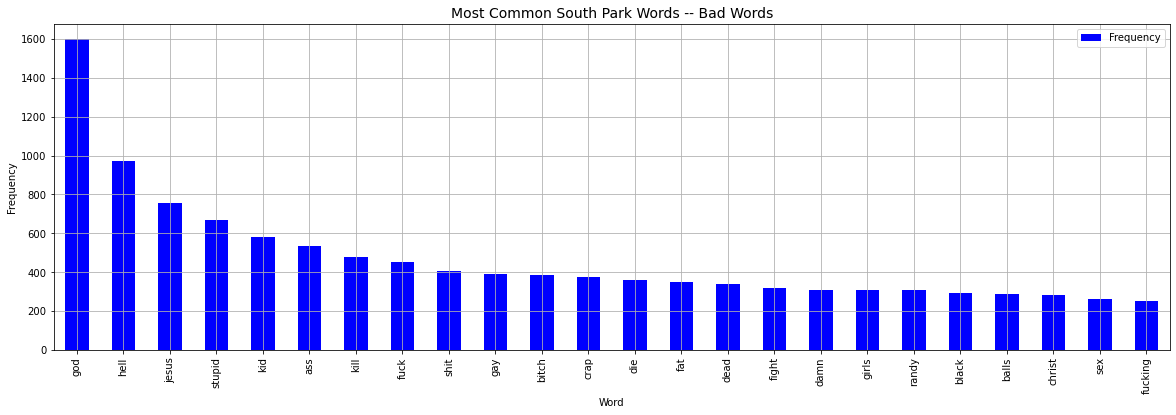 Most Common South Park Words -- Bad Words
Frequency
1600
1400
1200
1000
800
600
400
200
0
Frequency
god
hell
jesus
stupid
kid
ass
kill
fuck
shit
gay
bitch
crap
die
fat
dead
fight
damn
girls
randy
black
balls
christ
sex
fucking
Word